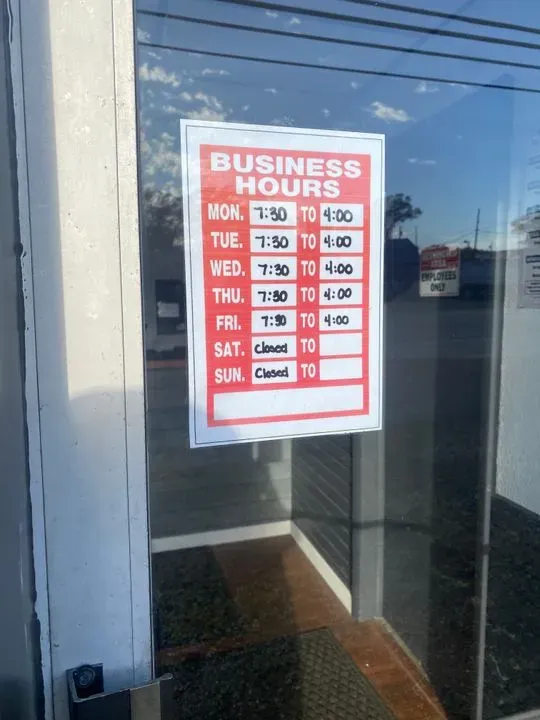 BUSINESS
HOURS
MON. 7:30 TO 4:00
TUE. 7:30 TO 4:00
WED. 7:30 TO 4:00
THU. 7:30 TO 4:00
FRI. 7:30 TO 4:00
SAT. Closed TO
SUN. Closed TO
EMPLOYEES
ONLY